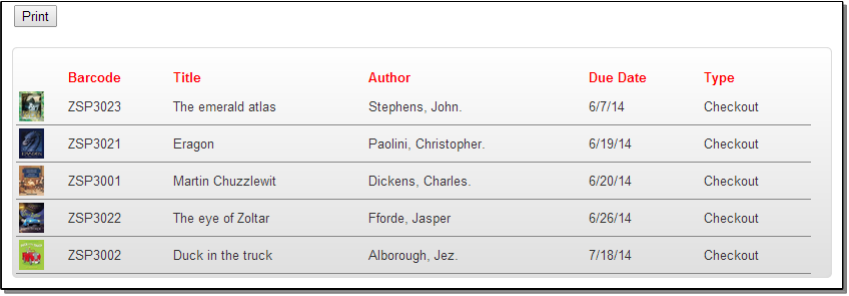 Print
Barcode Title Author Due Date Type
ZSP3023 The emerald atlas Stephens, John. 6/7/14 Checkout
ZSP3021 Eragon Paolini, Christopher. 6/19/14 Checkout
ZSP3001 Martin Chuzzlewit Dickens, Charles. 6/20/14 Checkout
ZSP3022 The eye of Zoltar Fforde, Jasper 6/26/14 Checkout
ZSP3002 Duck in the truck Alborough, Jez. 7/18/14 Checkout